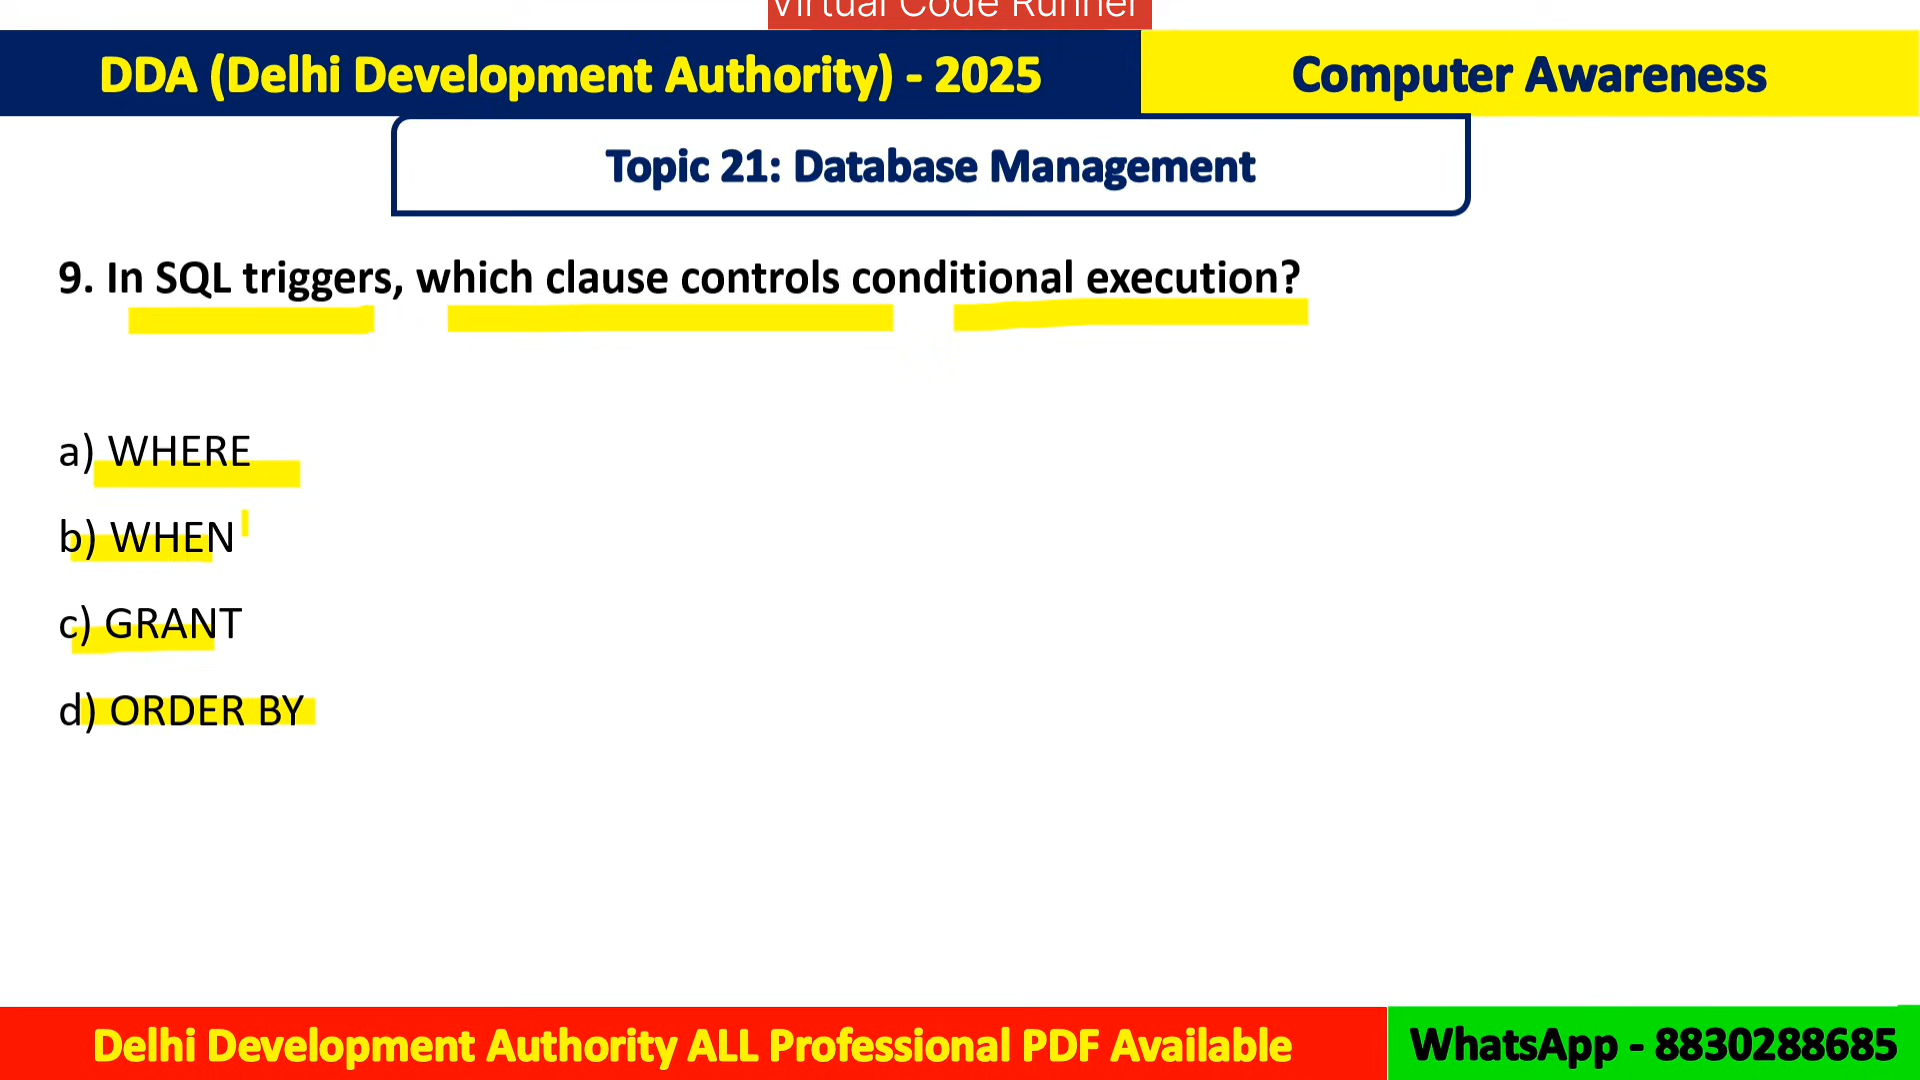 Virtual Code Runner
DDA (Delhi Development Authority) - 2025
Computer Awareness
Topic 21: Database Management
9. In SQL triggers, which clause controls conditional execution?
a) WHERE
b) WHEN
c) GRANT
d) ORDER BY
Delhi Development Authority ALL Professional PDF Available
WhatsApp - 8830288685